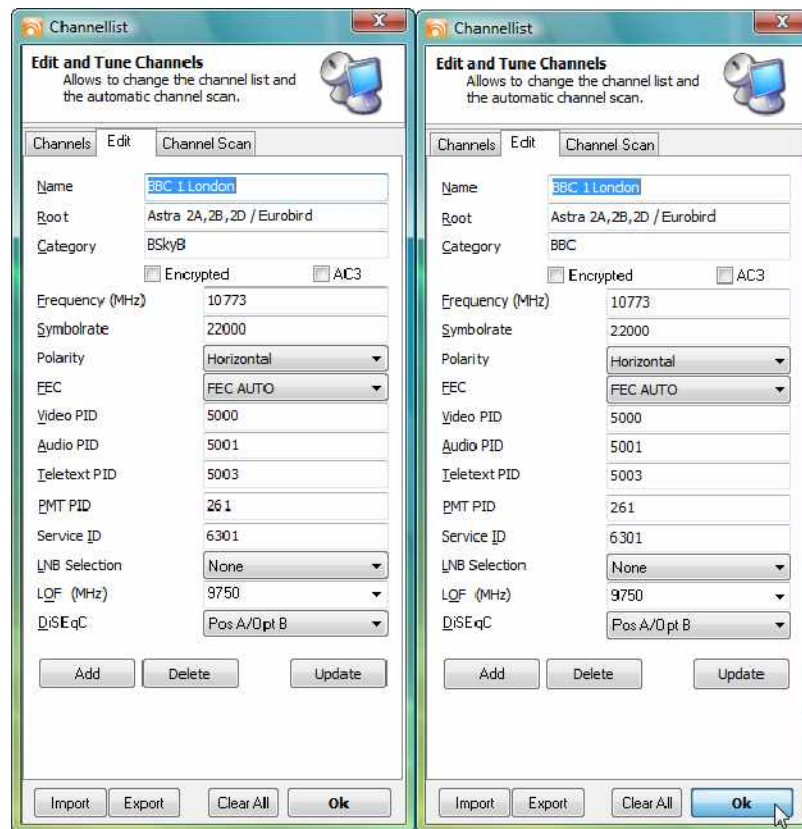 Channellist
Edit and Tune Channels
Allows to change the channel list and
the automatic channel scan.
Channels Edit Channel Scan
Name BBC 1 London
Root Astra 2A,2B,2D / Eurobird
Category BSkyB
Encrypted AC3
Frequency (MHz) 10773
Symbolrate 22000
Polarity Horizontal
FEC FEC AUTO
Video PID 5000
Audio PID 5001
Teletext PID 5003
PMT PID 261
Service ID 6301
LNB Selection None
LOF (MHz) 9750
DiSEqC Pos A/Opt B
Add Delete Update
Import Export Clear All Ok
Channellist
Edit and Tune Channels
Allows to change the channel list and
the automatic channel scan.
Channels Edit Channel Scan
Name BBC 1 London
Root Astra 2A,2B,2D / Eurobird
Category BBC
Encrypted AC3
Frequency (MHz) 10773
Symbolrate 22000
Polarity Horizontal
FEC FEC AUTO
Video PID 5000
Audio PID 5001
Teletext PID 5003
PMT PID 261
Service ID 6301
LNB Selection None
LOF (MHz) 9750
DiSEqC Pos A/Opt B
Add Delete Update
Import Export Clear All Ok